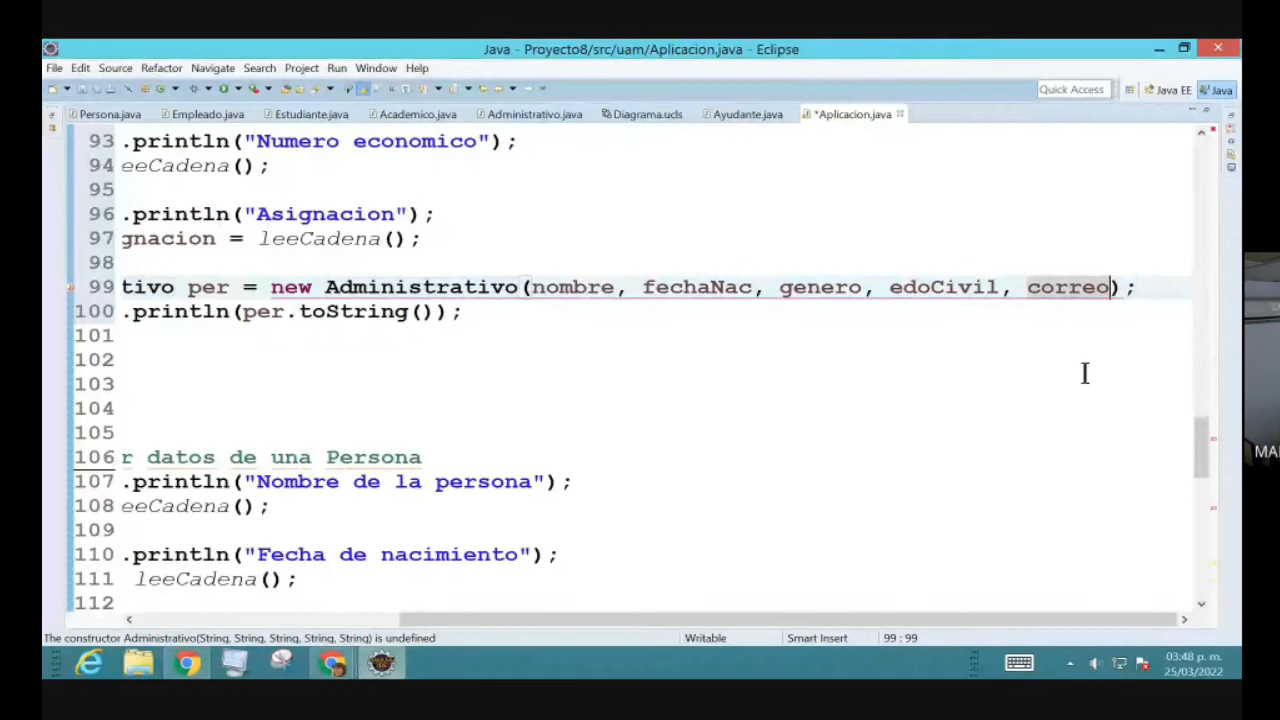 Java - Proyecto8/src/uam/Aplicacion.java - Eclipse
File Edit Source Refactor Navigate Search Project Run Window Help
Quick Access Java EE Java
Persona.java Empleado.java Estudiante.java Academico.java Administrativo.java Diagrama.ucls Ayudante.java *Aplicacion.java
93 .println("Numero economico");
94 eeCadena();
95
96 .println("Asignacion");
97 gnacion = leeCadena();
98
99 tivo per = new Administrativo(nombre, fechaNac, genero, edoCivil, correo);
100 .println(per.toString());
101
102
103
104
105
106 r datos de una Persona
107 .println("Nombre de la persona");
108 eeCadena();
109
110 .println("Fecha de nacimiento");
111 leeCadena();
112
The constructor Administrativo(String, String, String, String, String) is undefined Writable Smart Insert 99 : 99
03:48 p. m.
25/03/2022